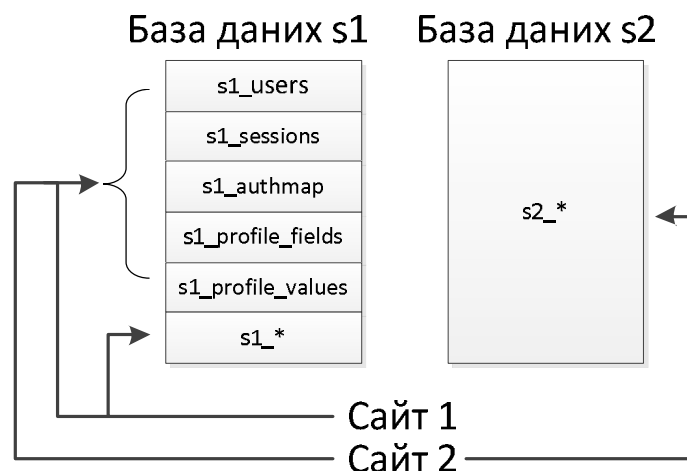 База даних s1 База даних s2
s1_users
s1_sessions
s1_authmap
s2_*
s1_profile_fields
s1_profile_values
s1_*
Сайт 1
Сайт 2